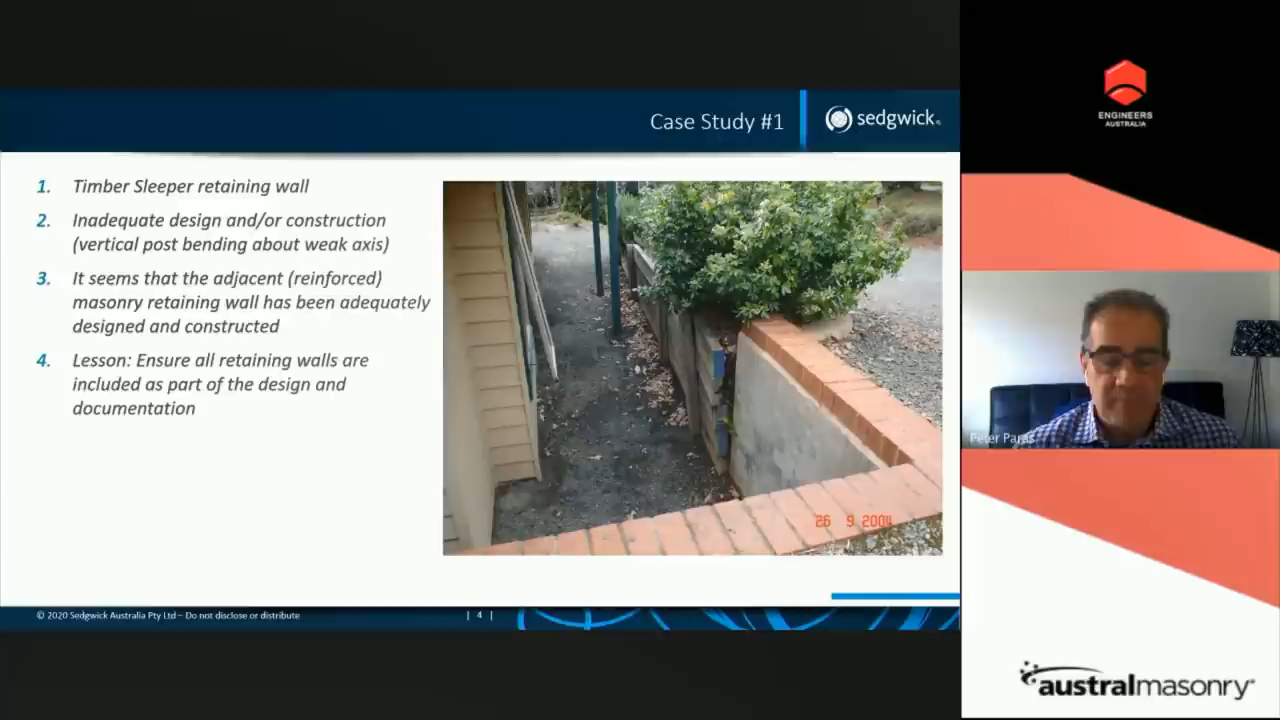 Case Study #1
sedgwick
1. Timber Sleeper retaining wall
2. Inadequate design and/or construction
(vertical post bending about weak axis)
3. It seems that the adjacent (reinforced)
masonry retaining wall has been adequately
designed and constructed
4. Lesson: Ensure all retaining walls are
included as part of the design and
documentation
26 9 2004
© 2020 Sedgwick Australia Pty Ltd – Do not disclose or distribute
| 4 |
ENGINEERS
AUSTRALIA
Peter Paras
australmasonry